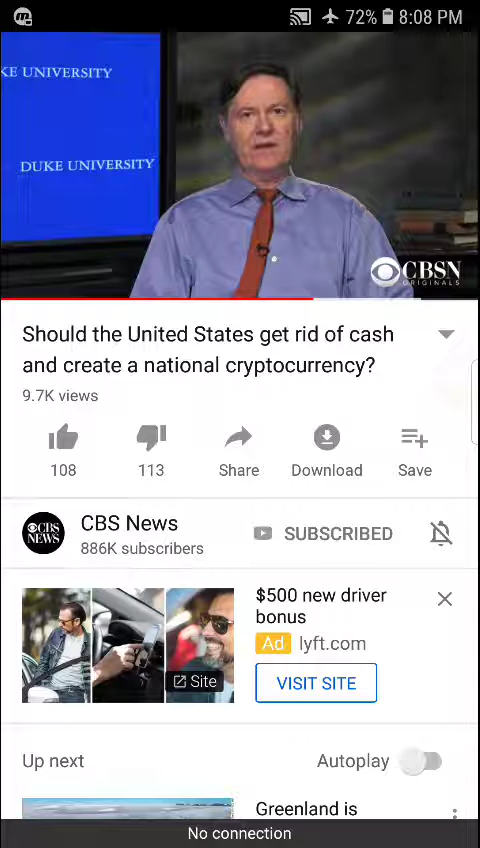 72% 8:08 PM
KE UNIVERSITY
DUKE UNIVERSITY
CBSN
ORIGINALS
Should the United States get rid of cash
and create a national cryptocurrency?
9.7K views
108
113
Share
Download
Save
CBS NEWS
CBS News
886K subscribers
SUBSCRIBED
$500 new driver
bonus
Ad lyft.com
Site
VISIT SITE
Up next
Autoplay
Greenland is
No connection